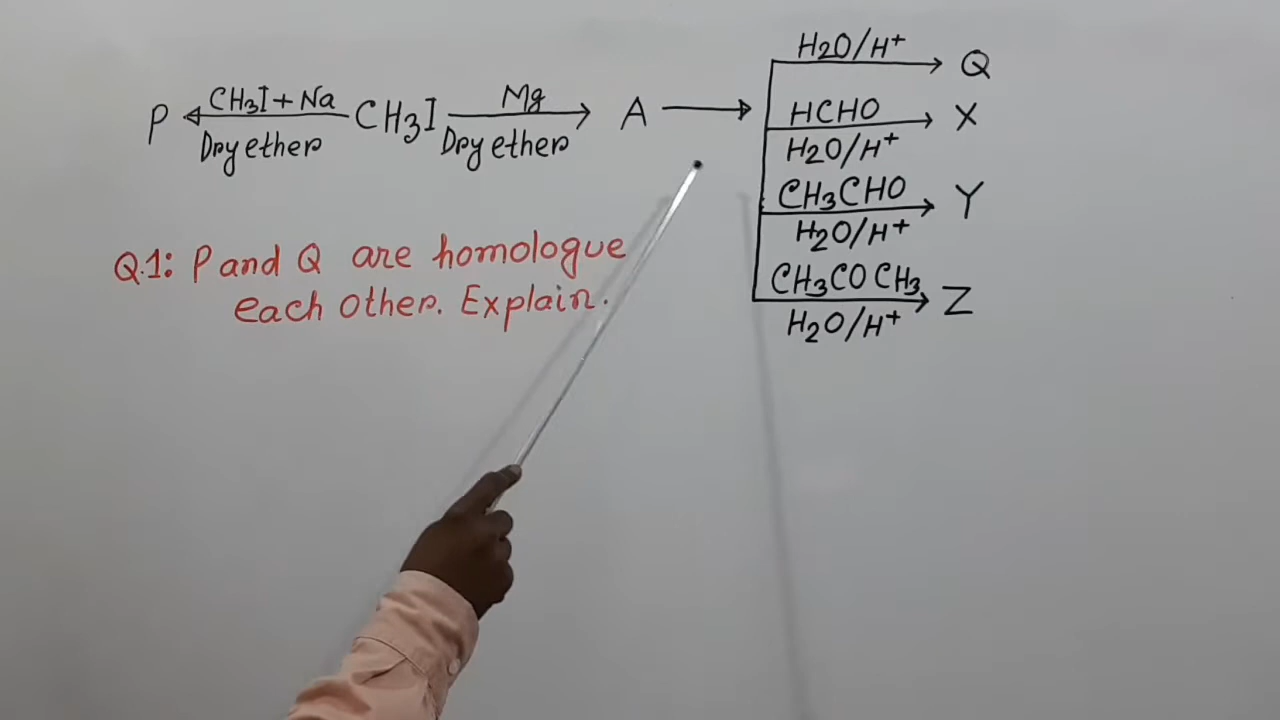 H2O/H+ Q
P CH3I+Na CH3I Mg A HCHO X
Dry ether Dry ether H2O/H+
CH3CHO Y
H2O/H+
Q.1: P and Q are homologue
each other. Explain.
CH3COCH3 Z
H2O/H+